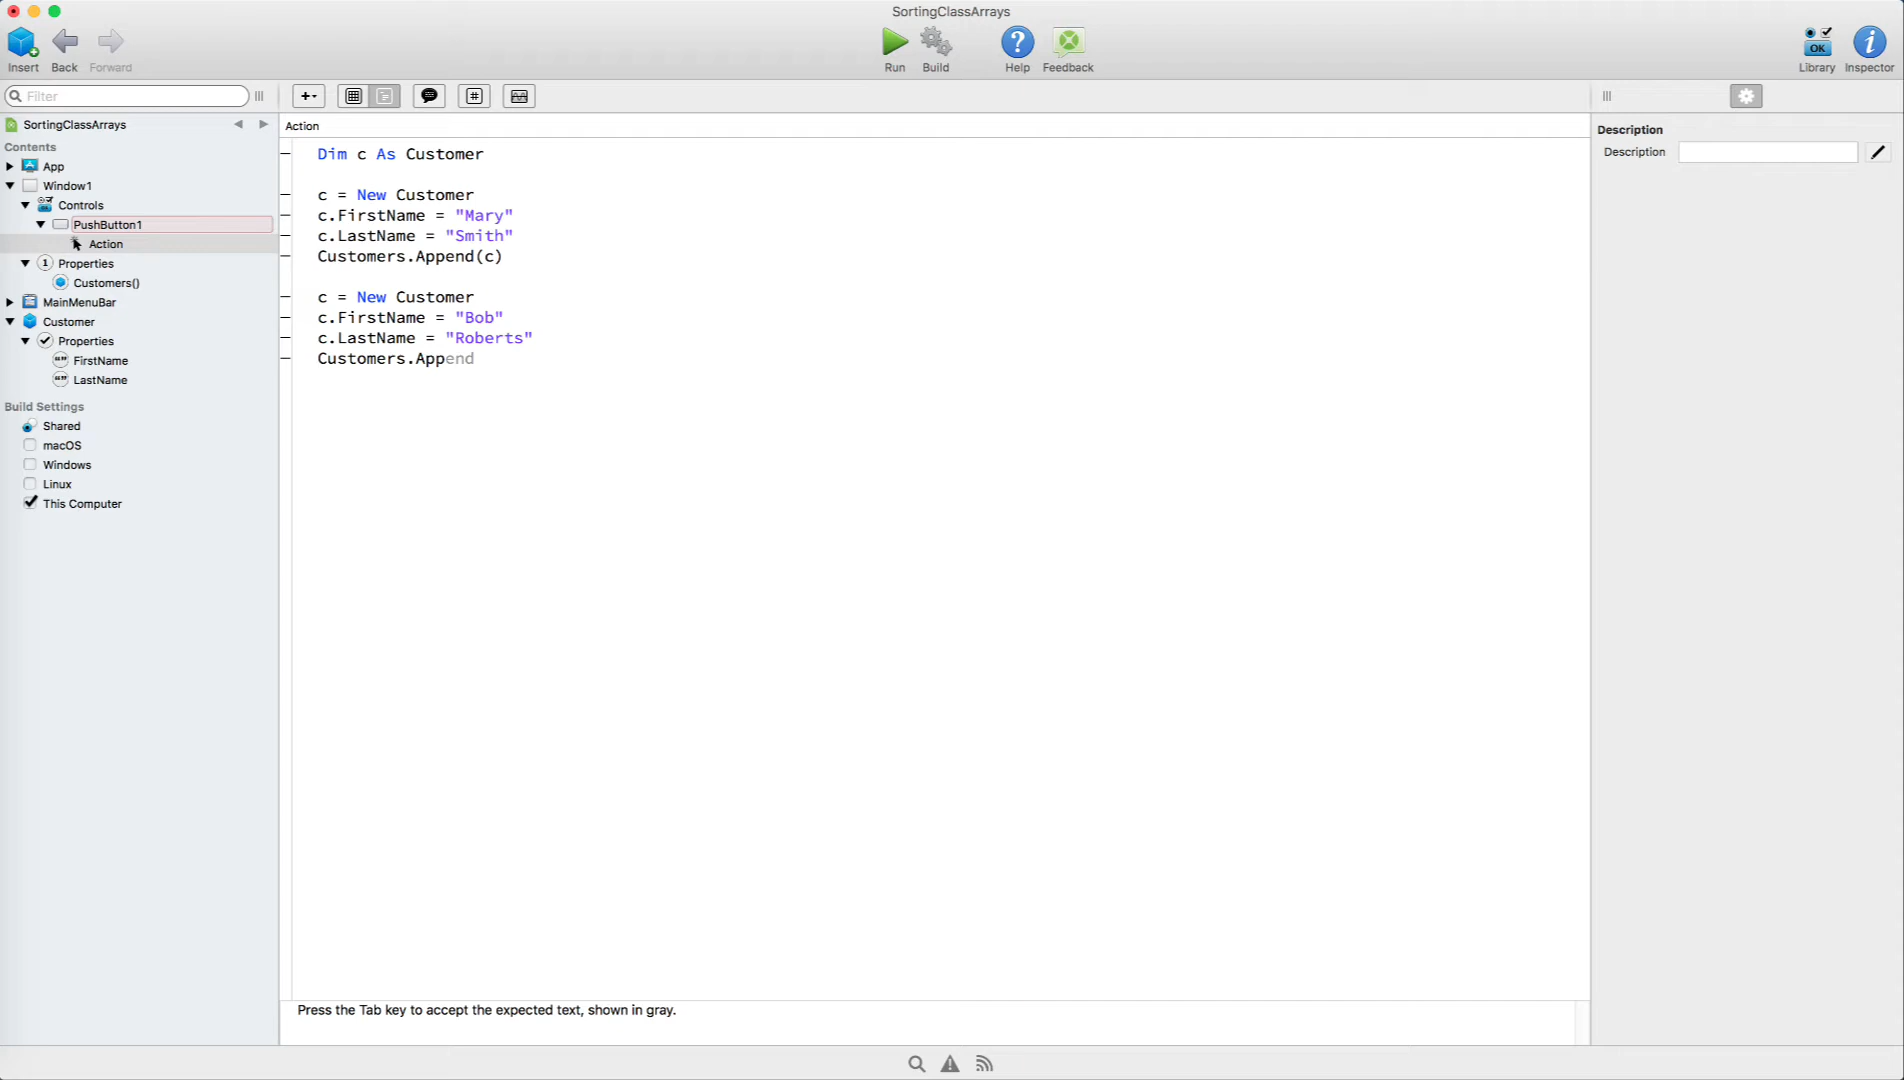 SortingClassArrays
Insert
Back
Forward
Run
Build
Help
Feedback
OK
Library
Inspector
Filter
SortingClassArrays
Contents
App
Window1
Controls
PushButton1
Action
Properties
Customers()
MainMenuBar
Customer
Properties
FirstName
LastName
Build Settings
Shared
macOS
Windows
Linux
This Computer
Action
Dim c As Customer
c = New Customer
c.FirstName = "Mary"
c.LastName = "Smith"
Customers.Append(c)
c = New Customer
c.FirstName = "Bob"
c.LastName = "Roberts"
Customers.Append
Press the Tab key to accept the expected text, shown in gray.
Description
Description